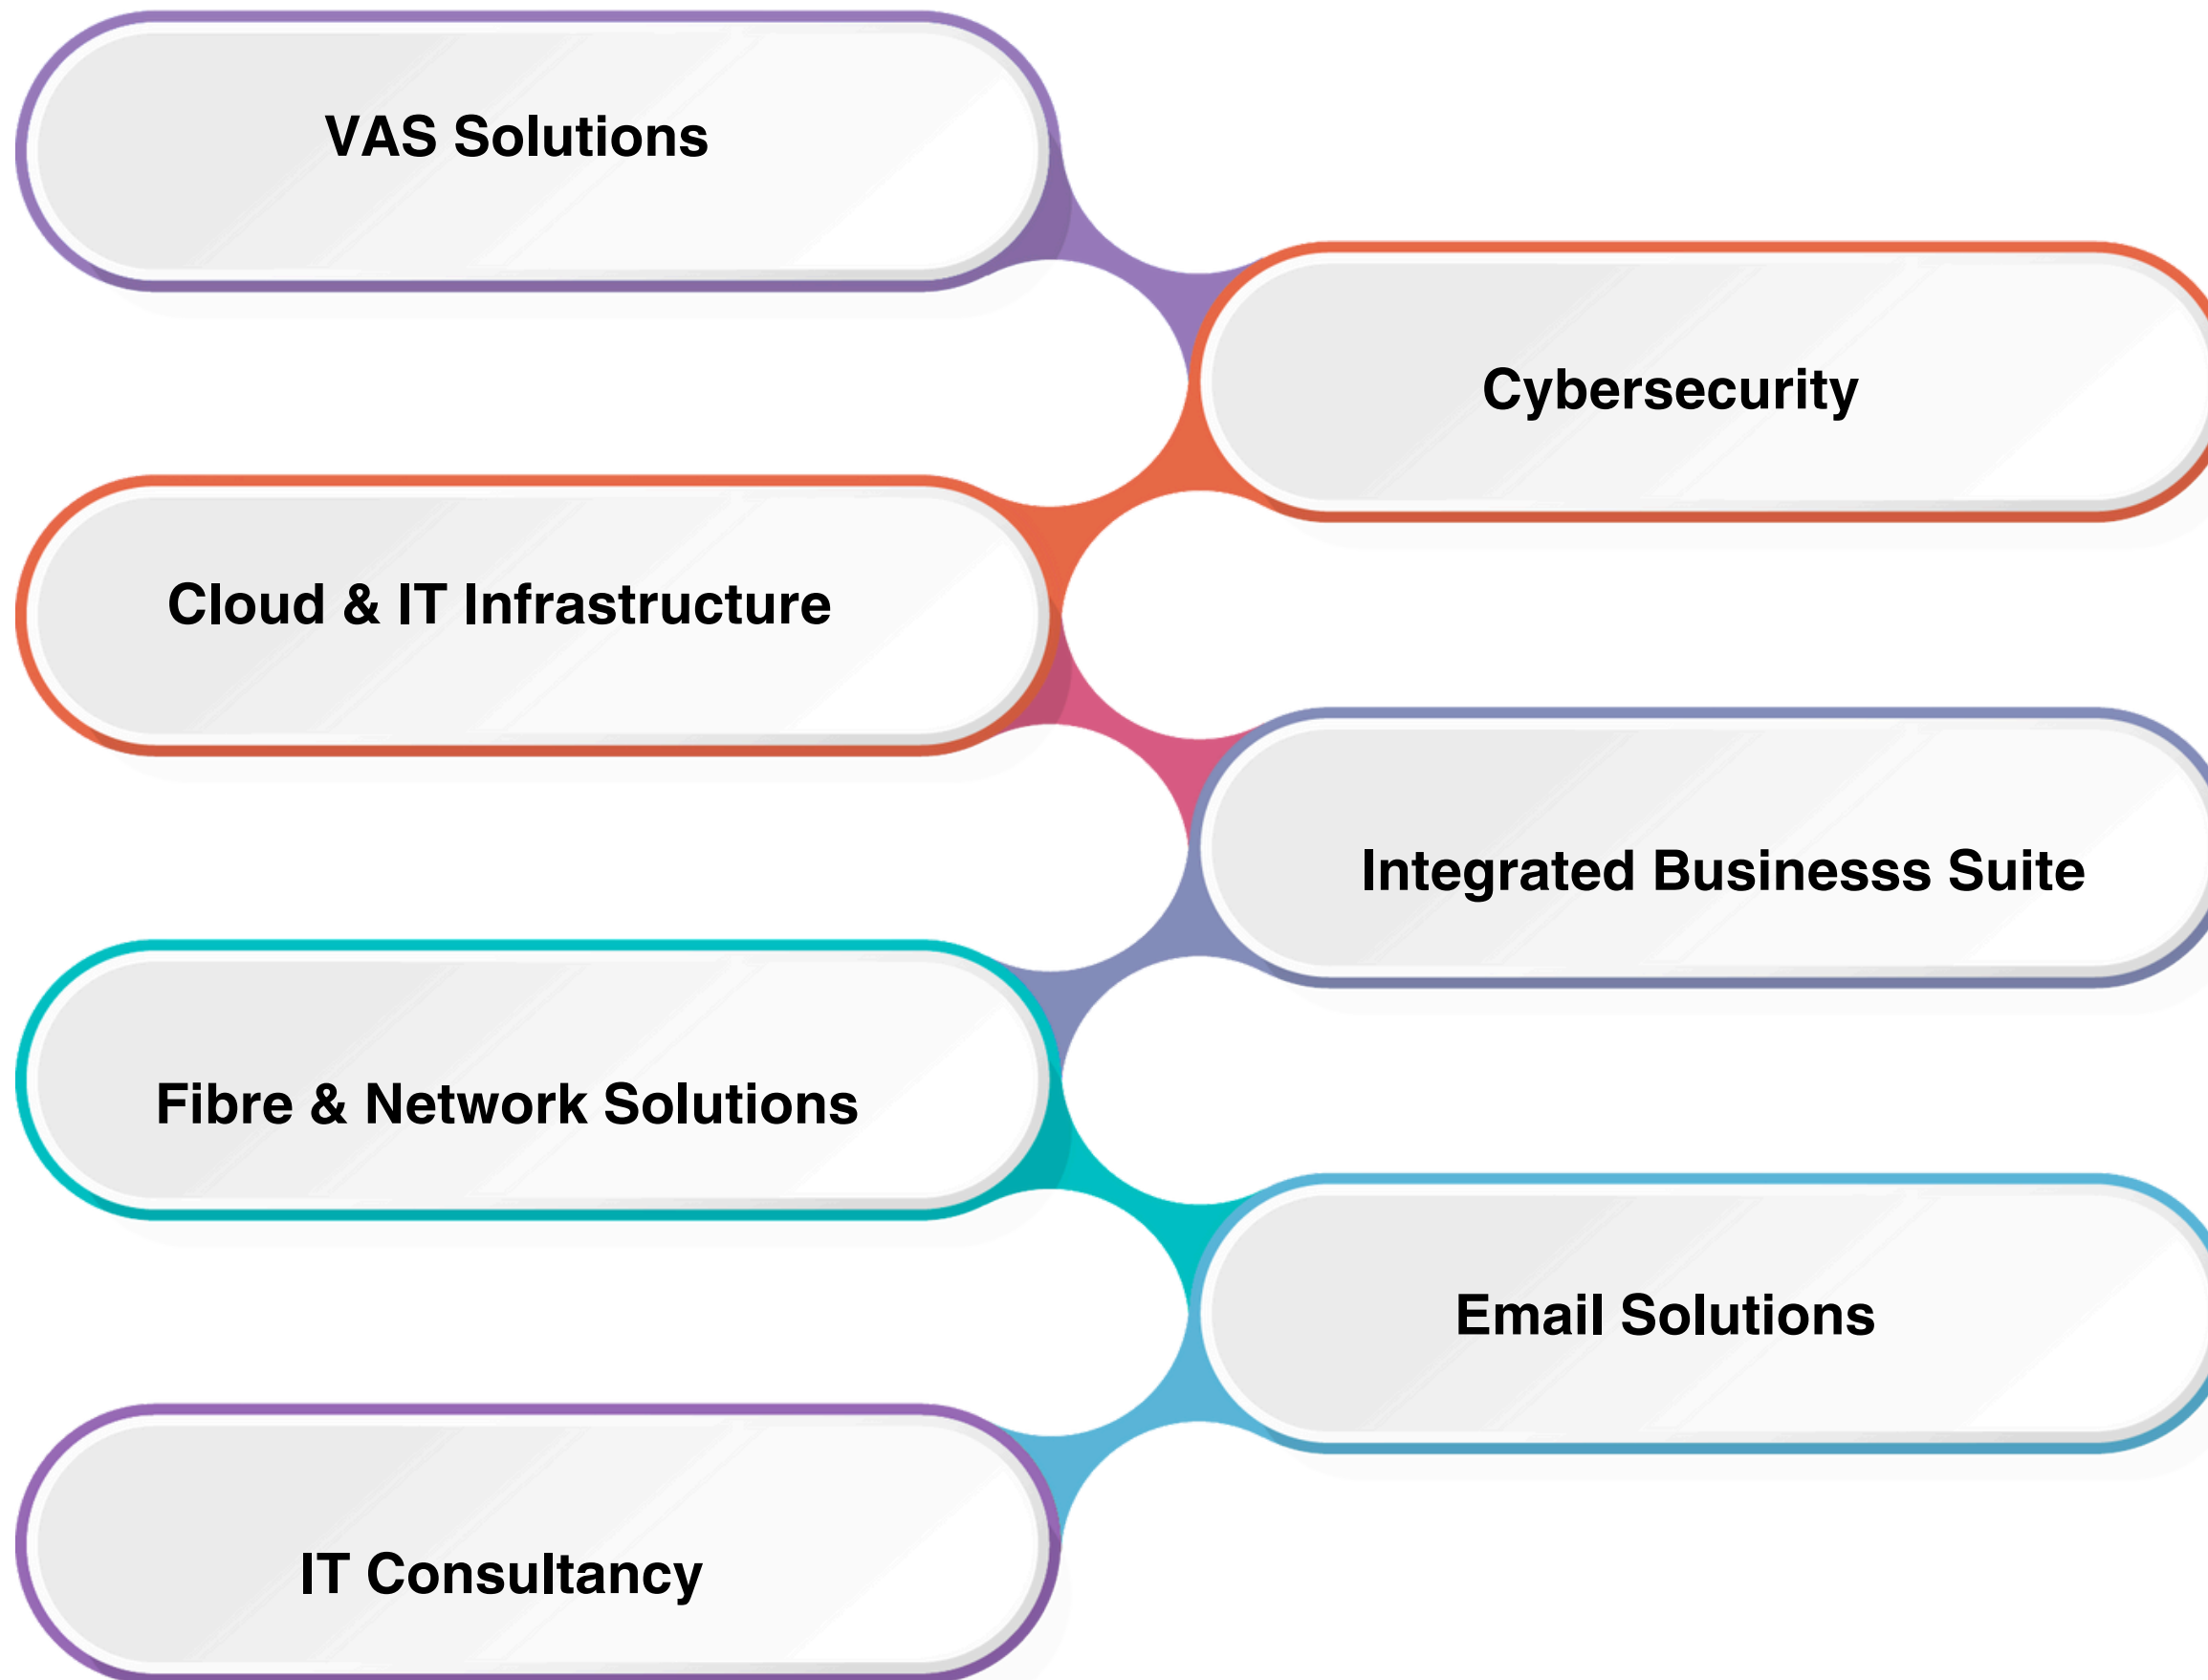 VAS Solutions
Cybersecurity
Cloud & IT Infrastructure
Integrated Businesss Suite
Fibre & Network Solutions
Email Solutions
IT Consultancy